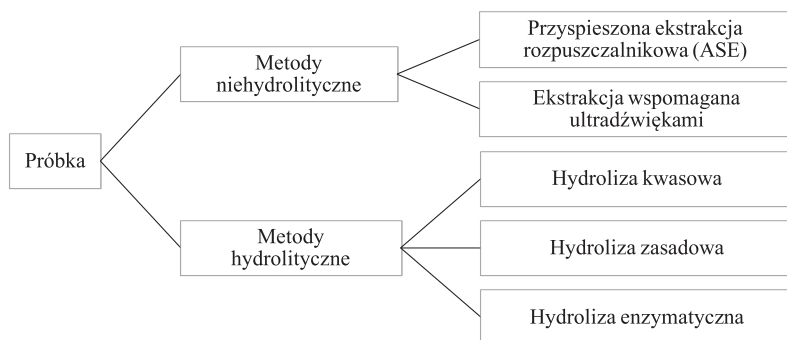 Próbka
Metody
niehydrolityczne
Przyspieszona ekstrakcja
rozpuszczalnikowa (ASE)
Ekstrakcja wspomagana
ultradźwiękami
Metody
hydrolityczne
Hydroliza kwasowa
Hydroliza zasadowa
Hydroliza enzymatyczna